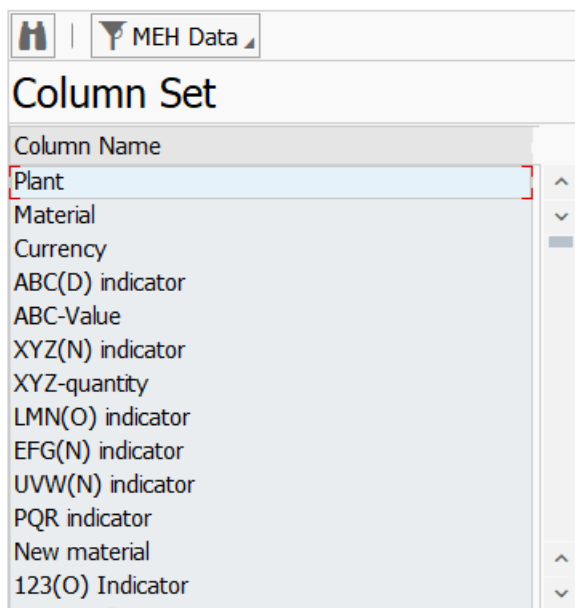 MEH Data
Column Set
Column Name
Plant
Material
Currency
ABC(D) indicator
ABC-Value
XYZ(N) indicator
XYZ-quantity
LMN(O) indicator
EFG(N) indicator
UVW(N) indicator
PQR indicator
New material
123(O) Indicator